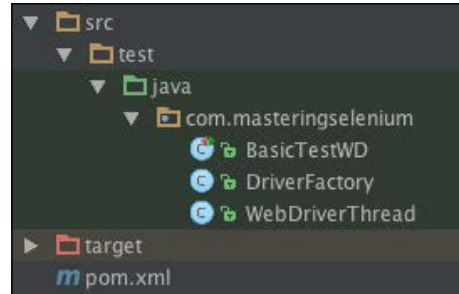 src
test
java
com.masteringselenium
BasicTestWD
DriverFactory
WebDriverThread
target
m pom.xml